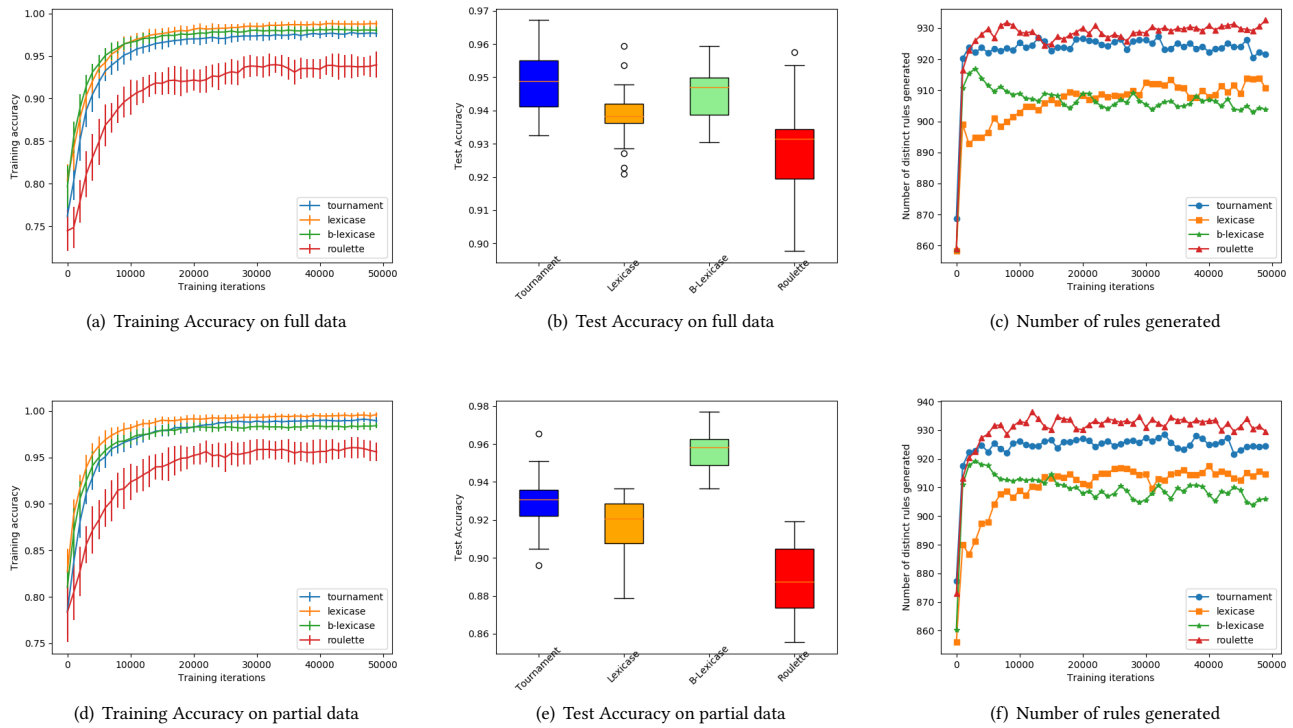 1.00
0.95
0.90
0.85
0.80
0.75
Training accuracy
tournament
lexicase
b-lexicase
roulette
0 10000 20000 30000 40000 50000
Training iterations
(a) Training Accuracy on full data
0.97
0.96
0.95
0.94
0.93
0.92
0.91
0.90
Test Accuracy
Tournament Lexicase B-Lexicase Roulette
(b) Test Accuracy on full data
930
920
910
900
890
880
870
860
Number of distinct rules generated
tournament
lexicase
b-lexicase
roulette
0 10000 20000 30000 40000 50000
Training iterations
(c) Number of rules generated
1.00
0.95
0.90
0.85
0.80
0.75
Training accuracy
tournament
lexicase
b-lexicase
roulette
0 10000 20000 30000 40000 50000
Training iterations
(d) Training Accuracy on partial data
0.98
0.96
0.94
0.92
0.90
0.88
0.86
Test Accuracy
Tournament Lexicase B-Lexicase Roulette
(e) Test Accuracy on partial data
940
930
920
910
900
890
880
870
860
Number of distinct rules generated
tournament
lexicase
b-lexicase
roulette
0 10000 20000 30000 40000 50000
Training iterations
(f) Number of rules generated